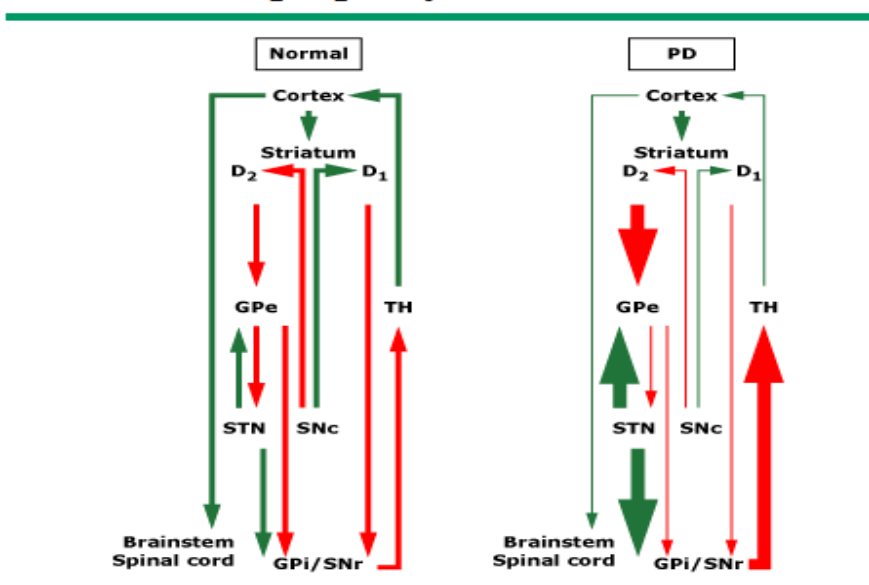 Normal
PD
Cortex
Cortex
Striatum
Striatum
D2
D1
D2
D1
GPe
TH
GPe
TH
STN
SNc
STN
SNc
Brainstem
Spinal cord
GPi/SNr
Brainstem
Spinal cord
GPi/SNr